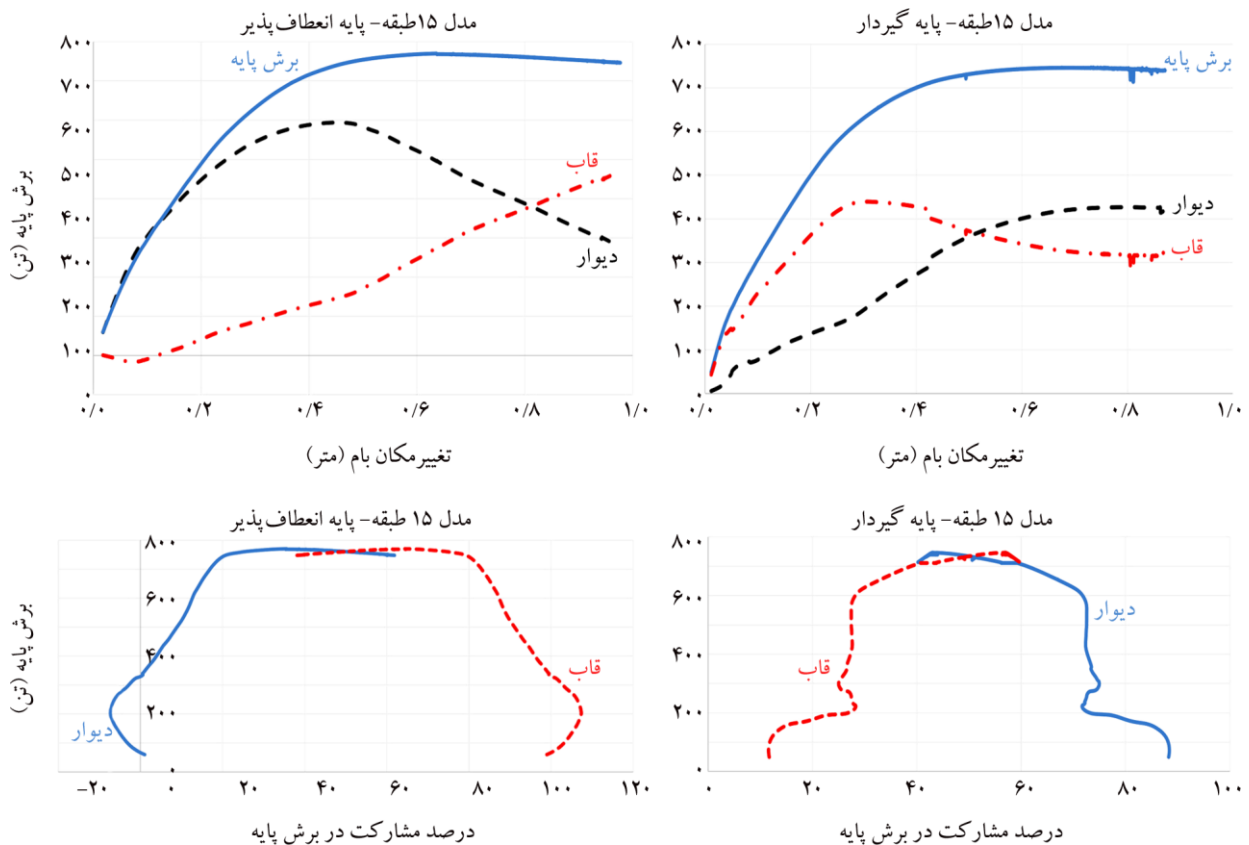 مدل ۱۵طبقه- پایه انعطاف‌پذیر
برش پایه (تن)
۸۰۰
۷۰۰
۶۰۰
۵۰۰
۴۰۰
۳۰۰
۲۰۰
۱۰۰
۰
برش پایه
قاب
دیوار
۰/۰ ۰/۲ ۰/۴ ۰/۶ ۰/۸ ۱/۰
تغییرمکان بام (متر)
مدل ۱۵طبقه- پایه گیردار
۸۰۰
۷۰۰
۶۰۰
۵۰۰
۴۰۰
۳۰۰
۲۰۰
۱۰۰
۰
برش پایه
دیوار
قاب
۰/۰ ۰/۲ ۰/۴ ۰/۶ ۰/۸ ۱/۰
تغییرمکان بام (متر)
مدل ۱۵ طبقه- پایه انعطاف‌پذیر
برش پایه (تن)
۸۰۰
۶۰۰
۴۰۰
۲۰۰
۰
قاب
دیوار
-۲۰ ۰ ۲۰ ۴۰ ۶۰ ۸۰ ۱۰۰ ۱۲۰
درصد مشارکت در برش پایه
مدل ۱۵ طبقه- پایه گیردار
۸۰۰
۶۰۰
۴۰۰
۲۰۰
۰
دیوار
قاب
۰ ۲۰ ۴۰ ۶۰ ۸۰ ۱۰۰
درصد مشارکت در برش پایه